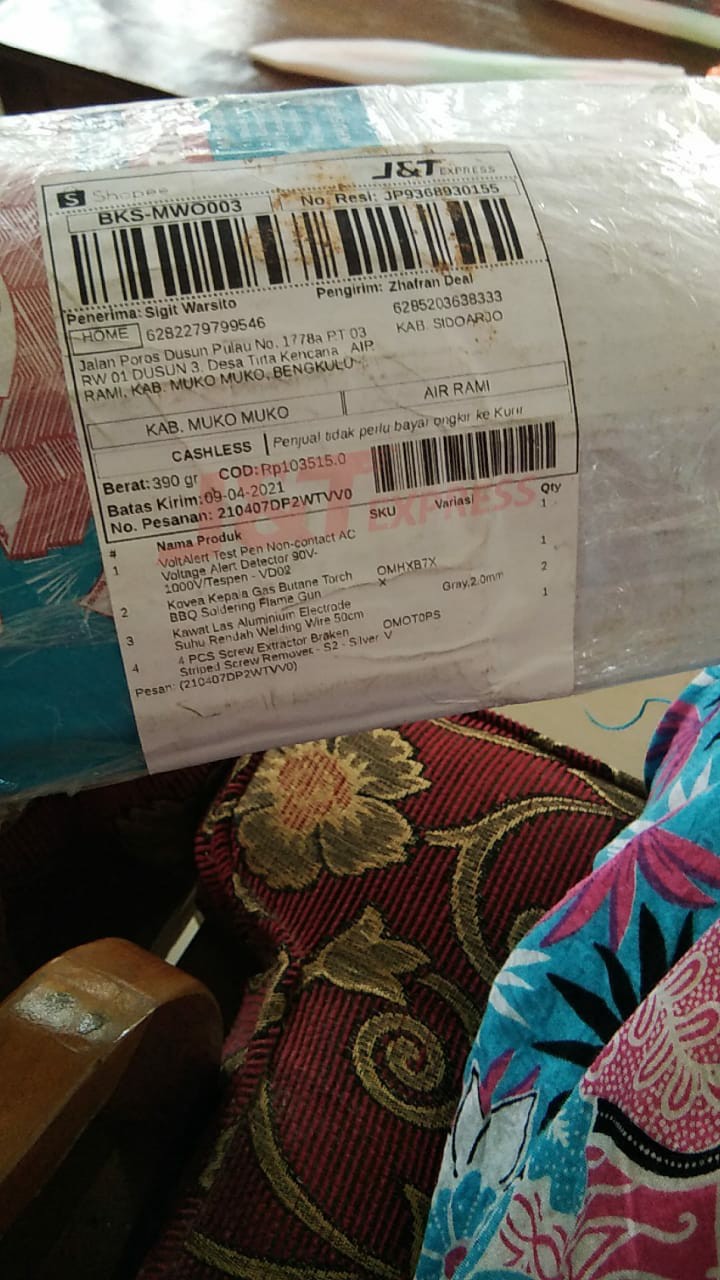 Shopee
J&T EXPRESS
BKS-MWO003
No. Resi: JP9368930155
Penerima: Sigit Warsito
Pengirim: Zhafran Deal
HOME 6282279799546
6285203638333
KAB. SIDOARJO
Jalan Poros Dusun Pulau No. 1778a PT 03
RW 01 DUSUN 3, Desa Tirta Kencana, AIR
RAMI, KAB. MUKO MUKO, BENGKULU
KAB. MUKO MUKO
AIR RAMI
CASHLESS Penjual tidak perlu bayar ongkir ke Kurir
Berat: 390 gr COD: Rp103515.0
Batas Kirim: 09-04-2021
No. Pesanan: 210407DP2WTVV0
J&T EXPRESS
# Nama Produk SKU Variasi Qty
1 VoltAlert Test Pen Non-contact AC 1
Voltage Alert Detector 90V-
1000V/Tespen - VD02
2 Kovea Kepala Gas Butane Torch OMHXB7X 1
BBQ Soldering Flame Gun X
3 Kawat Las Aluminium Electrode Gray,2.0mm 2
Suhu Rendah Welding Wire 50cm
4 4 PCS Screw Extractor Braken OMOT0PS 1
Striped Screw Remover - S2 - Silver V
Pesan: (210407DP2WTVV0)